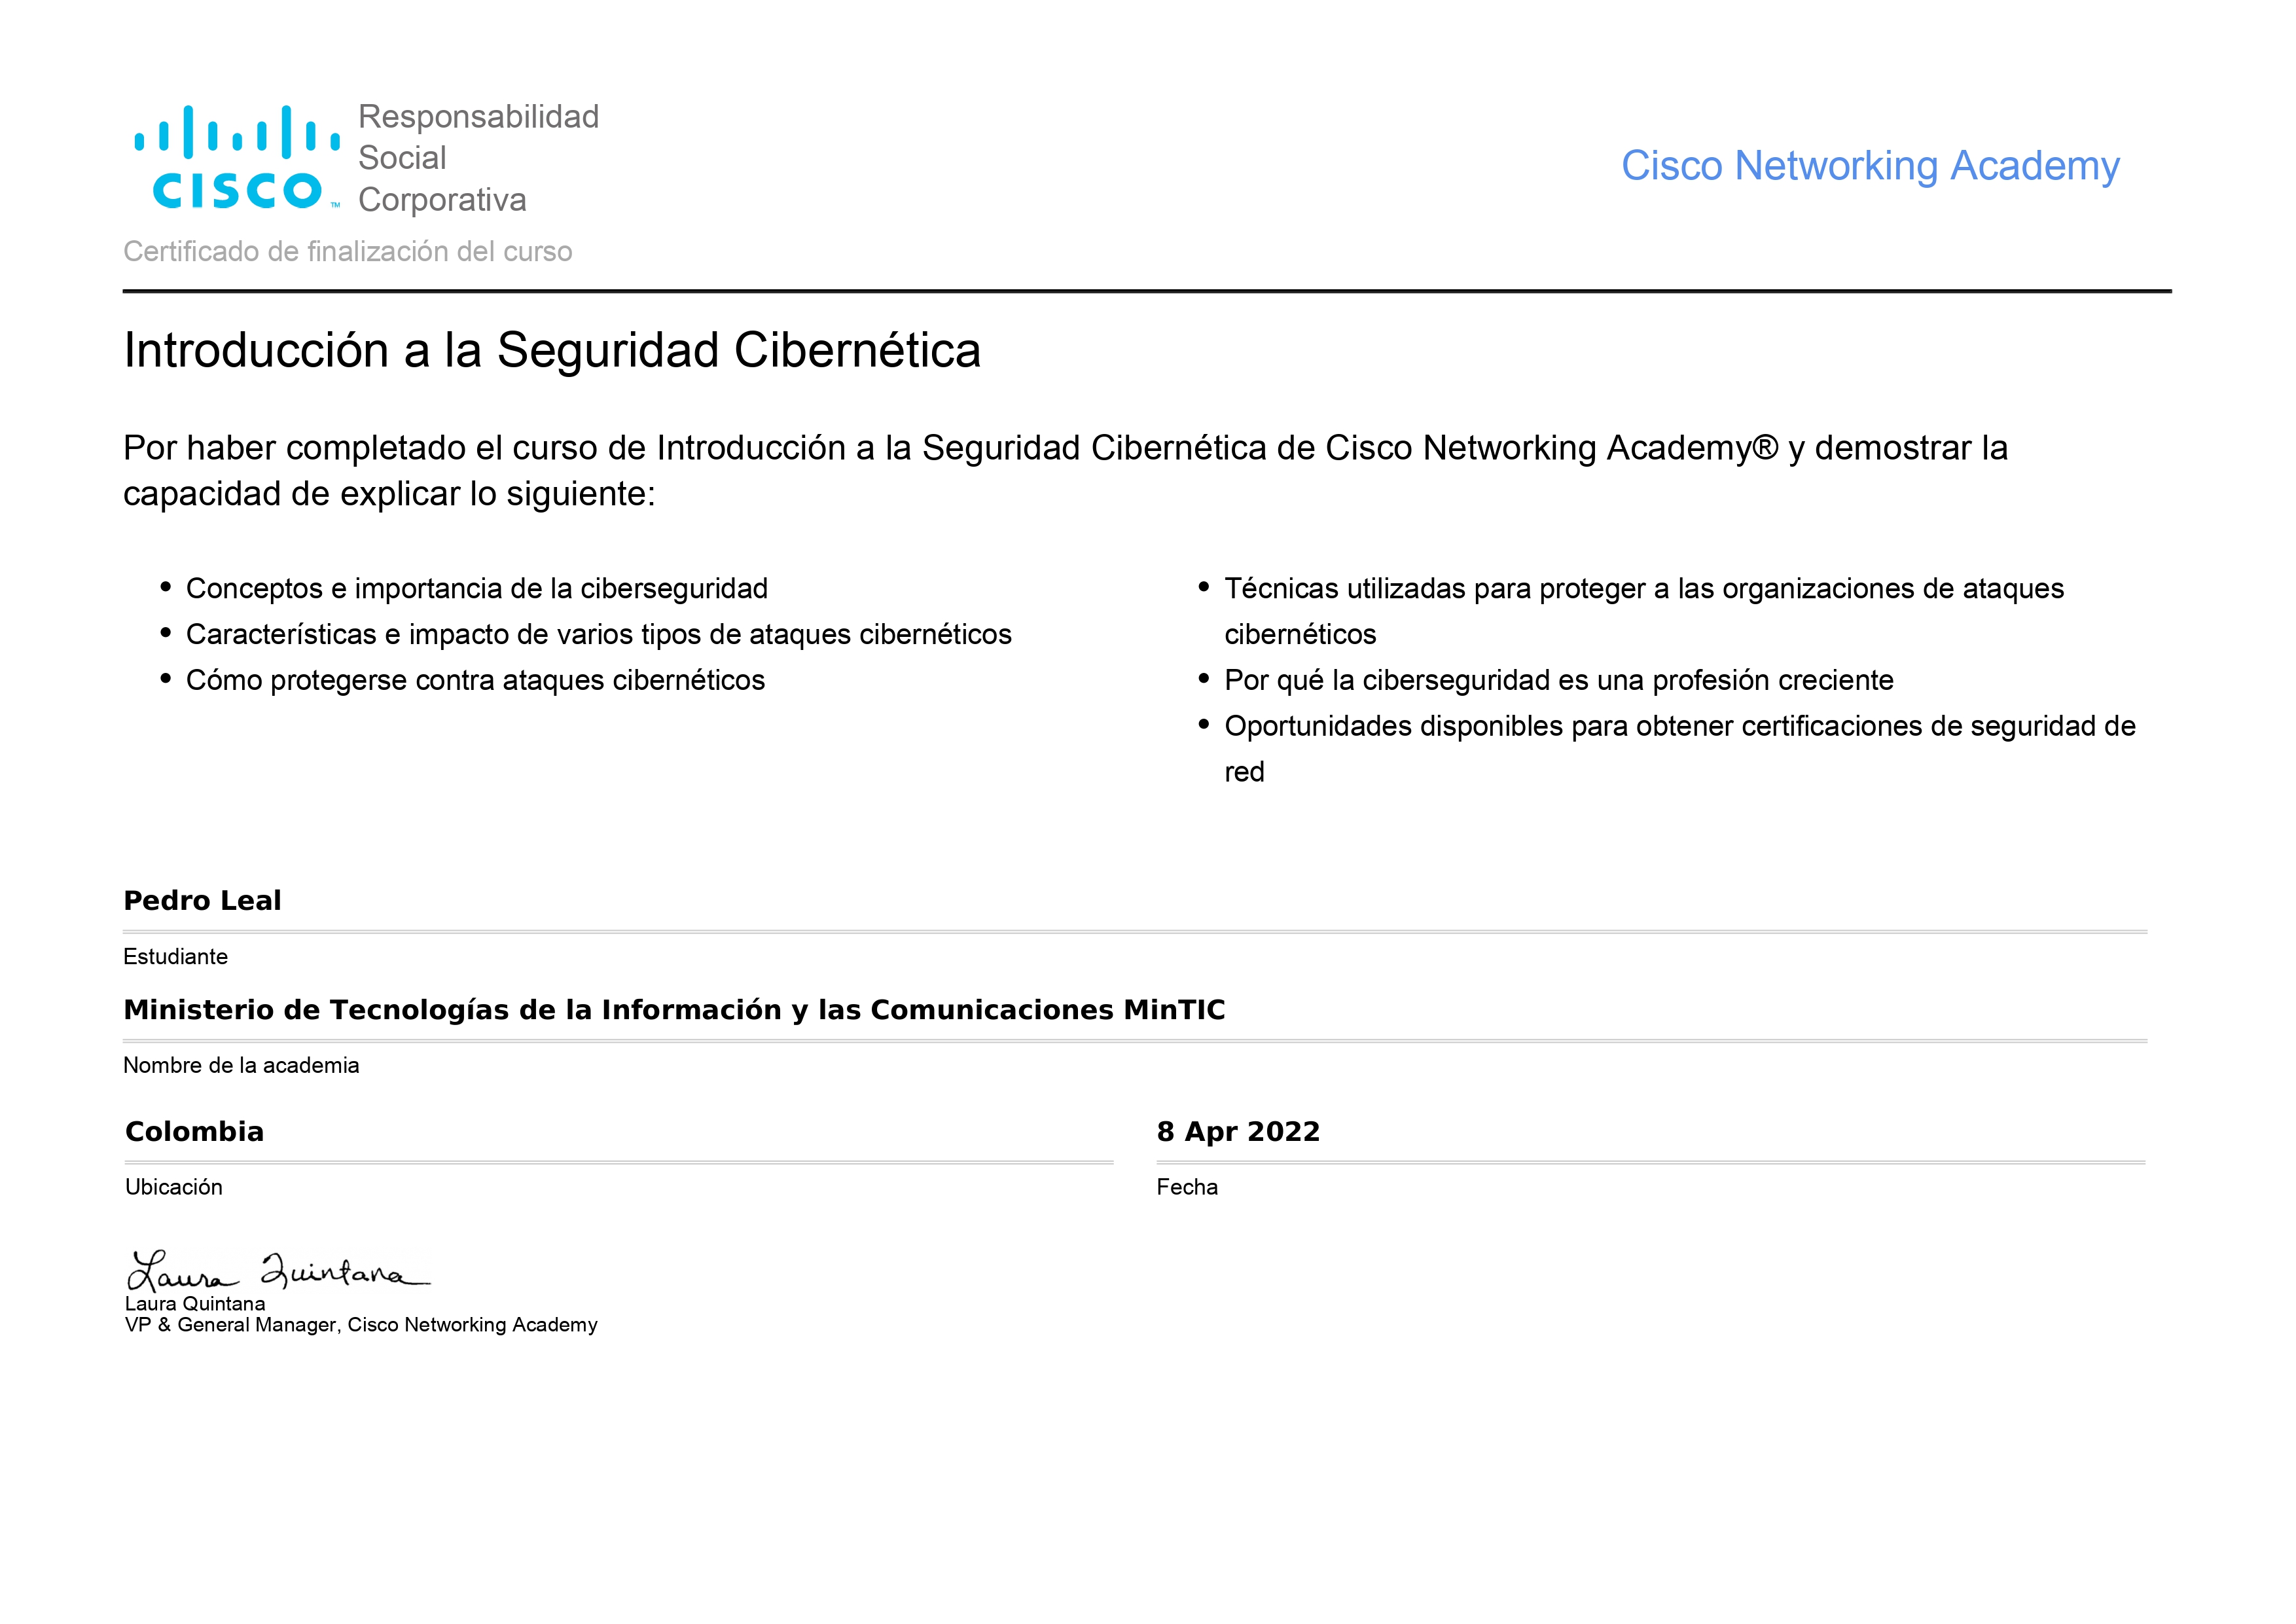 CISCO™
Responsabilidad
Social
Corporativa
Cisco Networking Academy
Certificado de finalización del curso
Introducción a la Seguridad Cibernética
Por haber completado el curso de Introducción a la Seguridad Cibernética de Cisco Networking Academy® y demostrar la
capacidad de explicar lo siguiente:
• Conceptos e importancia de la ciberseguridad
• Características e impacto de varios tipos de ataques cibernéticos
• Cómo protegerse contra ataques cibernéticos
• Técnicas utilizadas para proteger a las organizaciones de ataques
cibernéticos
• Por qué la ciberseguridad es una profesión creciente
• Oportunidades disponibles para obtener certificaciones de seguridad de
red
Pedro Leal
Estudiante
Ministerio de Tecnologías de la Información y las Comunicaciones MinTIC
Nombre de la academia
Colombia
Ubicación
8 Apr 2022
Fecha
Laura Quintana
Laura Quintana
VP & General Manager, Cisco Networking Academy